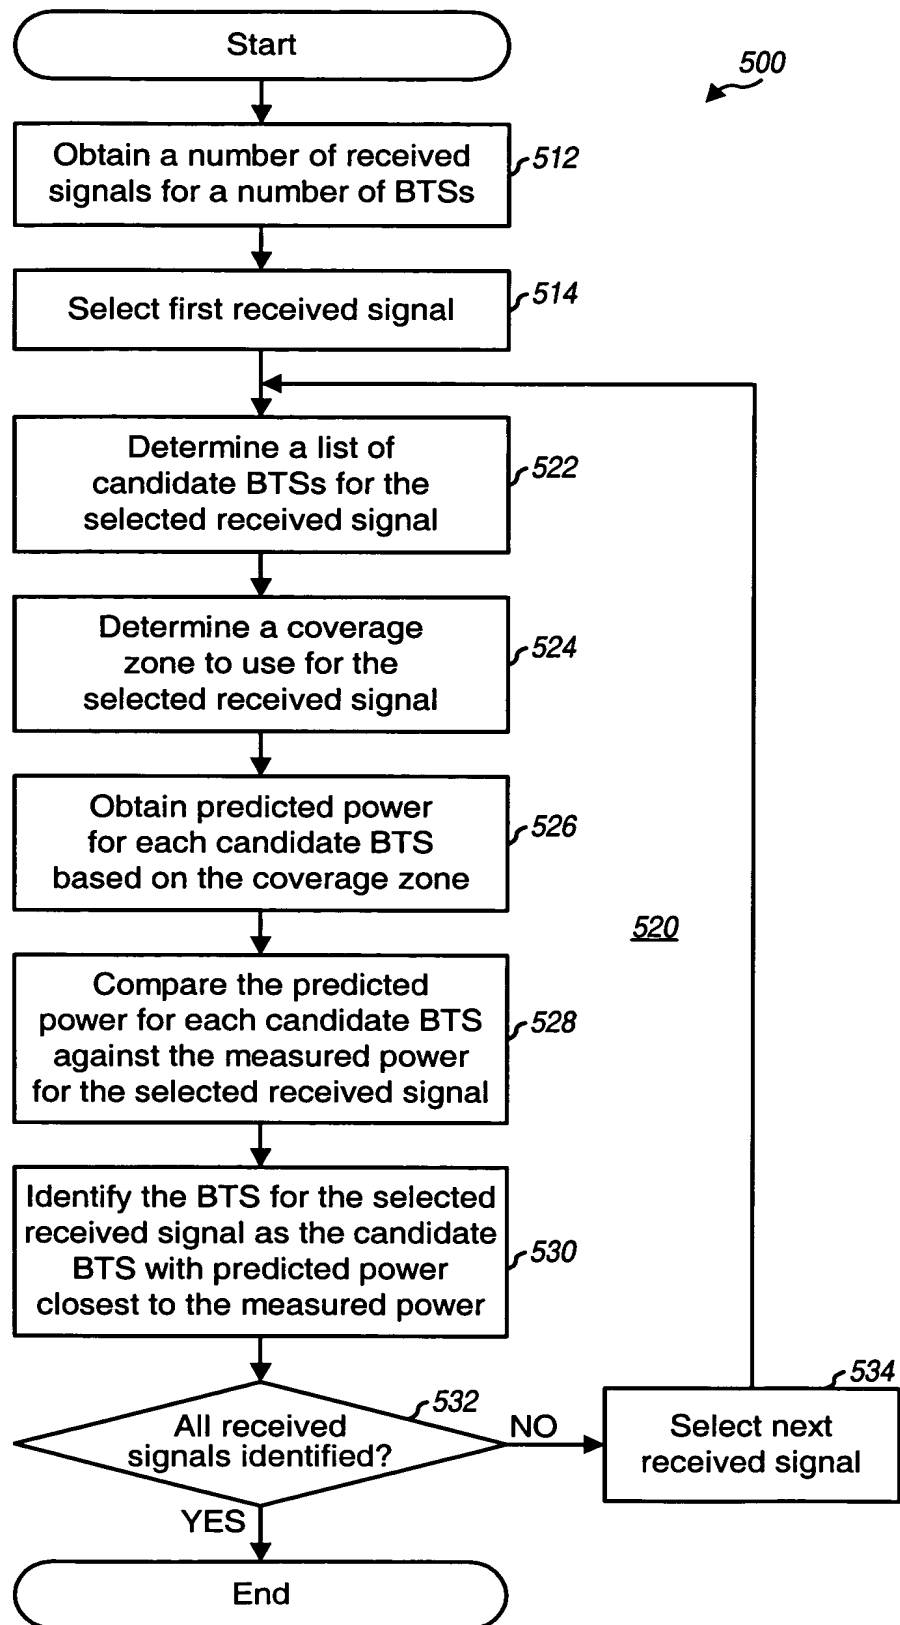 Start
500
Obtain a number of received
signals for a number of BTSs
512
Select first received signal
514
Determine a list of
candidate BTSs for the
selected received signal
522
Determine a coverage
zone to use for the
selected received signal
524
Obtain predicted power
for each candidate BTS
based on the coverage zone
526
520
Compare the predicted
power for each candidate BTS
against the measured power
for the selected received signal
528
Identify the BTS for the selected
received signal as the candidate
BTS with predicted power
closest to the measured power
530
All received
signals identified?
532
NO
Select next
received signal
534
YES
End